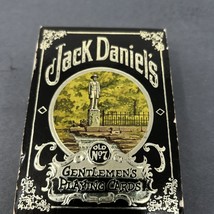 Jack Daniel's
OLD
No 7
GENTLEMEN'S
PLAYING CARDS